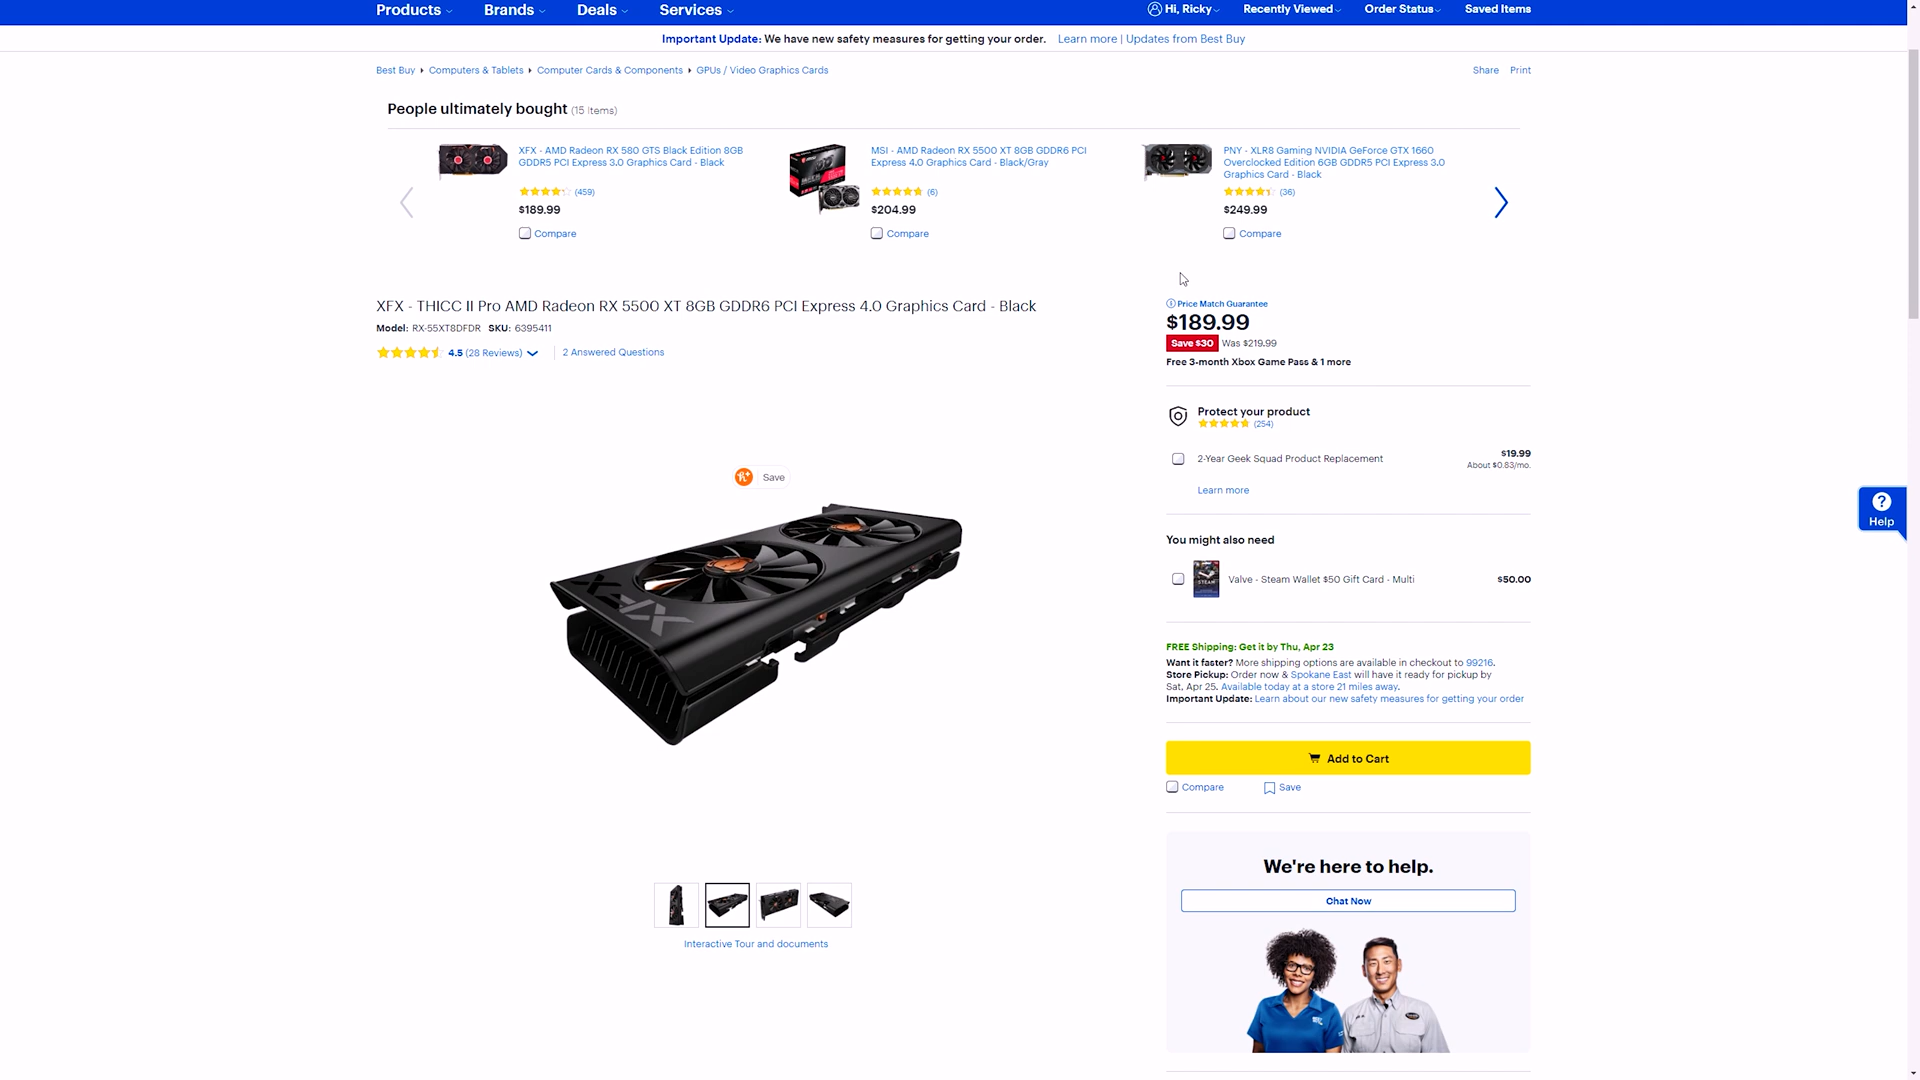 Products
Brands
Deals
Services
Hi, Ricky
Recently Viewed
Order Status
Saved Items
Important Update: We have new safety measures for getting your order. Learn more | Updates from Best Buy
Best Buy
Computers & Tablets
Computer Cards & Components
GPUs / Video Graphics Cards
Share
Print
People ultimately bought (15 Items)
XFX - AMD Radeon RX 580 GTS Black Edition 8GB
GDDR5 PCI Express 3.0 Graphics Card - Black
(459)
$189.99
Compare
MSI - AMD Radeon RX 5500 XT 8GB GDDR6 PCI
Express 4.0 Graphics Card - Black/Gray
(6)
$204.99
Compare
PNY - XLR8 Gaming NVIDIA GeForce GTX 1660
Overclocked Edition 6GB GDDR5 PCI Express 3.0
Graphics Card - Black
(36)
$249.99
Compare
XFX - THICC II Pro AMD Radeon RX 5500 XT 8GB GDDR6 PCI Express 4.0 Graphics Card - Black
Model: RX-55XT8DFDR SKU: 6395411
4.5 (28 Reviews)
2 Answered Questions
Price Match Guarantee
$189.99
Save $30 Was $219.99
Free 3-month Xbox Game Pass & 1 more
Protect your product
(254)
2-Year Geek Squad Product Replacement
$19.99
About $0.83/mo.
Learn more
You might also need
STEAM
Valve - Steam Wallet $50 Gift Card - Multi
$50.00
FREE Shipping: Get it by Thu, Apr 23
Want it faster? More shipping options are available in checkout to 99216.
Store Pickup: Order now & Spokane East will have it ready for pickup by
Sat, Apr 25. Available today at a store 21 miles away.
Important Update: Learn about our new safety measures for getting your order
Add to Cart
Compare
Save
Save
XFX
Interactive Tour and documents
We're here to help.
Chat Now
? Help